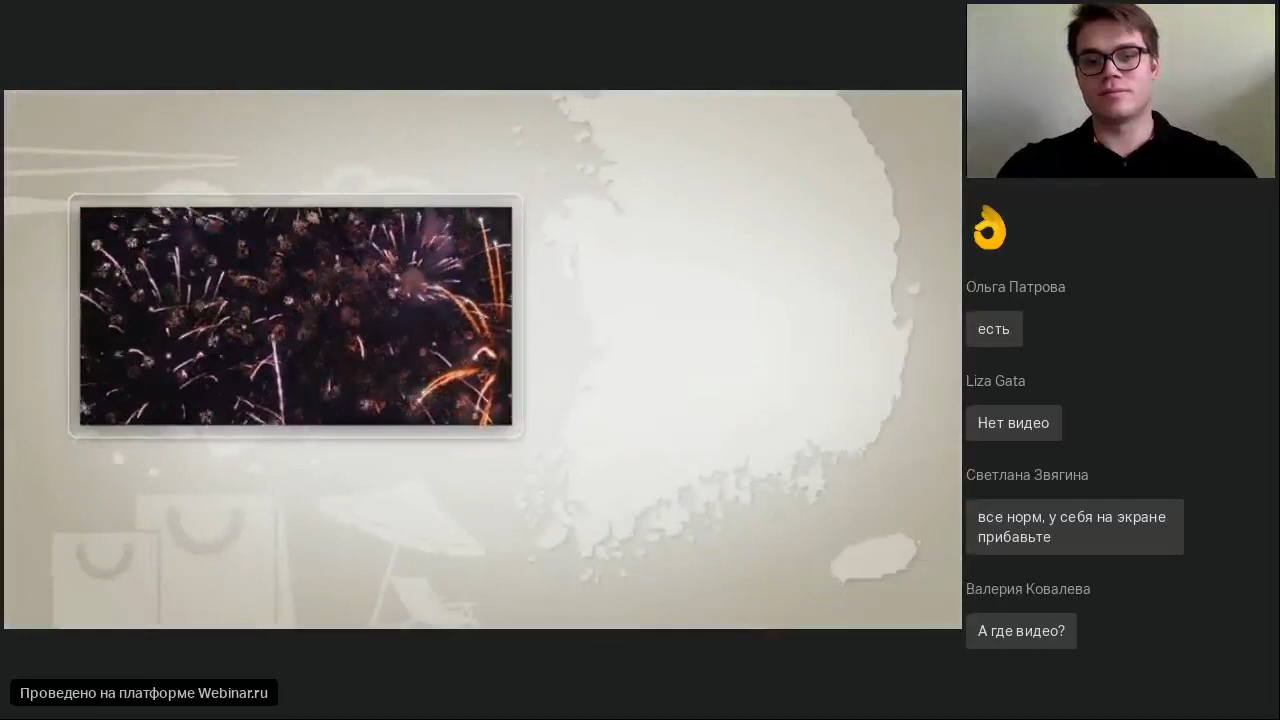 Ольга Патрова
есть
Liza Gata
Нет видео
Светлана Звягина
все норм, у себя на экране
прибавьте
Валерия Ковалева
А где видео?
Проведено на платформе Webinar.ru